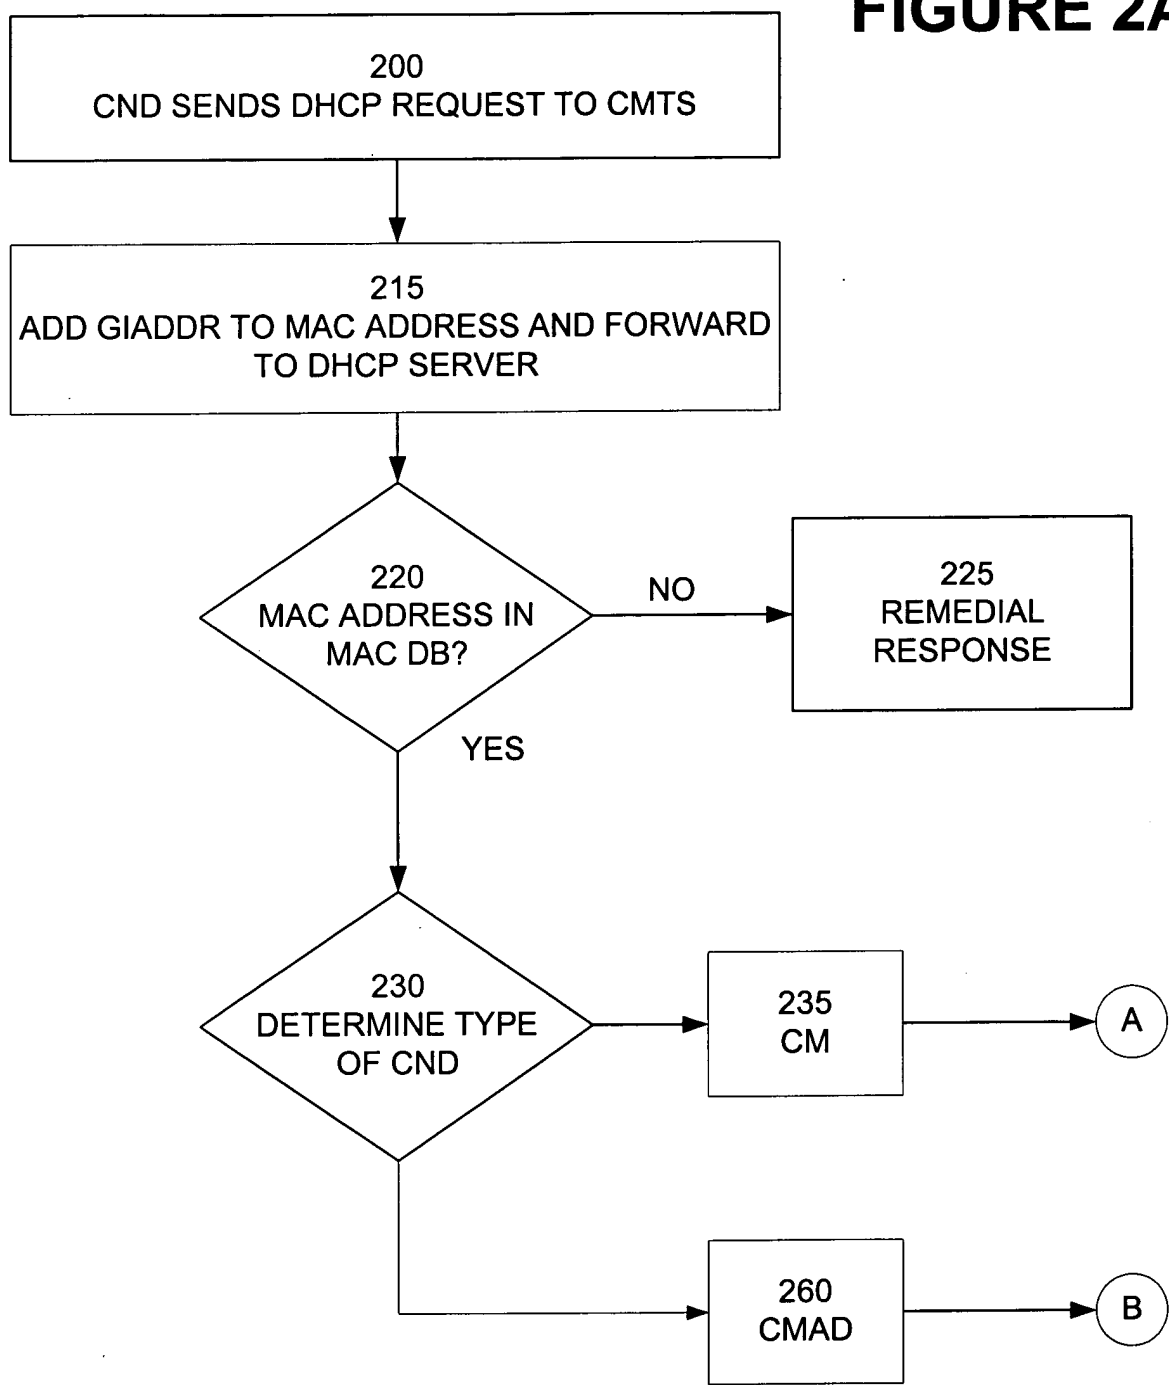 FIGURE 2A
200
CND SENDS DHCP REQUEST TO CMTS
215
ADD GIADDR TO MAC ADDRESS AND FORWARD
TO DHCP SERVER
220
MAC ADDRESS IN
MAC DB?
NO
225
REMEDIAL
RESPONSE
YES
230
DETERMINE TYPE
OF CND
235
CM
A
260
CMAD
B